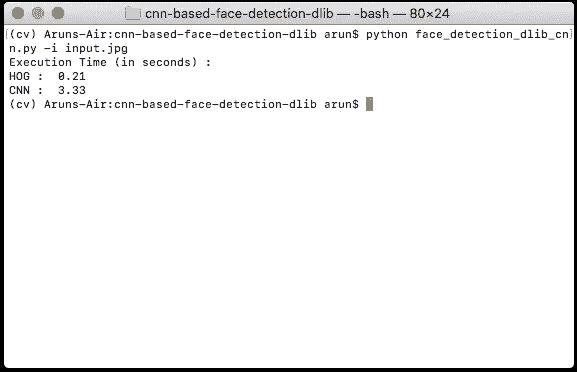 cnn-based-face-detection-dlib — -bash — 80×24
(cv) Aruns-Air:cnn-based-face-detection-dlib arun$ python face_detection_dlib_cn
n.py -i input.jpg
Execution Time (in seconds) :
HOG :  0.21
CNN :  3.33
(cv) Aruns-Air:cnn-based-face-detection-dlib arun$